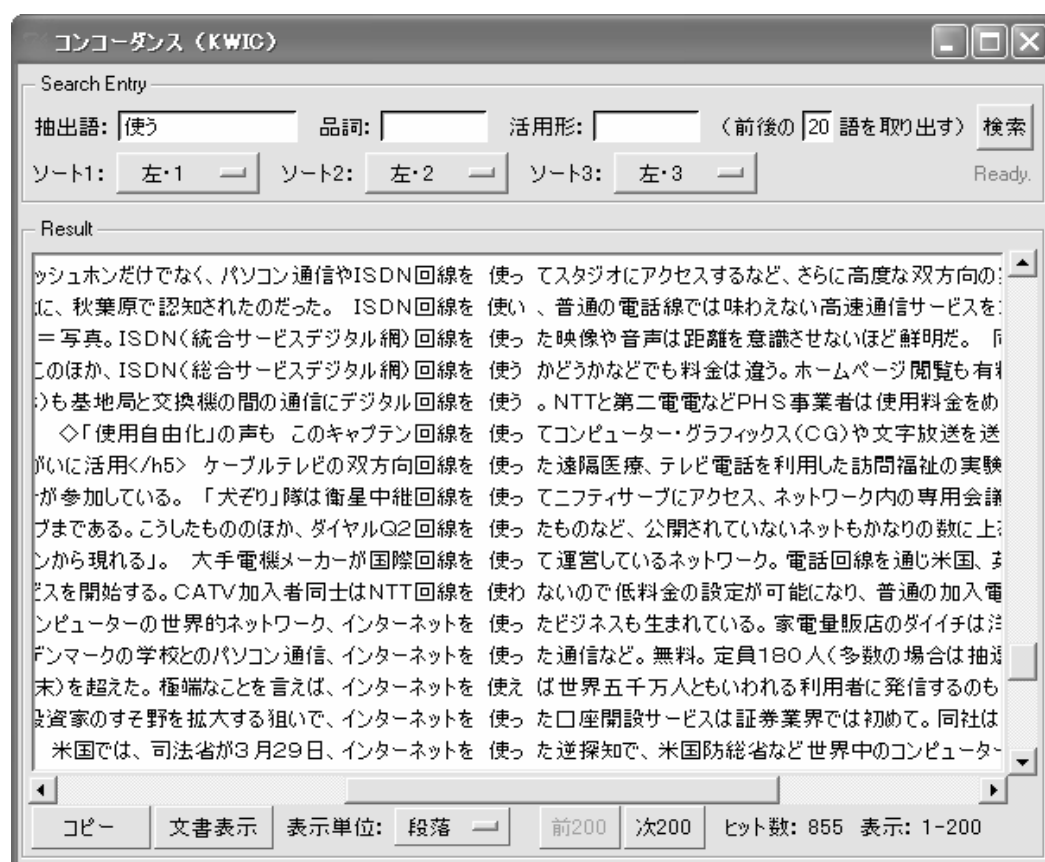 コンコーダンス（KWIC）
Search Entry
抽出語: 使う 品詞: 活用形: （前後の 20 語を取り出す） 検索
ソート1: 左・1 ソート2: 左・2 ソート3: 左・3 Ready.
Result
ッシュホンだけでなく、パソコン通信やISDN回線を 使っ てスタジオにアクセスするなど、さらに高度な双方向の
に、秋葉原で認知されたのだった。 ISDN回線を 使い 、普通の電話線では味わえない高速通信サービスを
＝写真。ISDN（統合サービスデジタル網）回線を 使っ た映像や音声は距離を意識させないほど鮮明だ。 同
このほか、ISDN（総合サービスデジタル網）回線を 使う かどうかなどでも料金は違う。ホームページ閲覧も有料
）も基地局と交換機の間の通信にデジタル回線を 使う 。NTTと第二電電などPHS事業者は使用料金をめ
◇「使用自由化」の声も このキャプテン回線を 使っ てコンピューター・グラフィックス（CG）や文字放送を送
がいに活用</h5> ケーブルテレビの双方向回線を 使っ た遠隔医療、テレビ電話を利用した訪問福祉の実験
が参加している。 「犬ぞり」隊は衛星中継回線を 使っ てニフティサーブにアクセス、ネットワーク内の専用会議
ブまである。こうしたもののほか、ダイヤルQ2回線を 使っ たものなど、公開されていないネットもかなりの数に上
ンから現れる」。 大手電機メーカーが国際回線を 使っ て運営しているネットワーク。電話回線を通じ米国、英
ビスを開始する。CATV加入者同士はNTT回線を 使わ ないので低料金の設定が可能になり、普通の加入電
ンピューターの世界的ネットワーク、インターネットを 使っ たビジネスも生まれている。家電量販店のダイイチは洋
デンマークの学校とのパソコン通信、インターネットを 使っ た通信など。無料。定員180人（多数の場合は抽選
末）を超えた。極端なことを言えば、インターネットを 使え ば世界五千万人ともいわれる利用者に発信するのも
投資家のすそ野を拡大する狙いで、インターネットを 使っ た口座開設サービスは証券業界では初めて。同社は
米国では、司法省が3月29日、インターネットを 使っ た逆探知で、米国防総省など世界中のコンピューター
コピー 文書表示 表示単位: 段落 前200 次200 ヒット数: 855 表示: 1-200